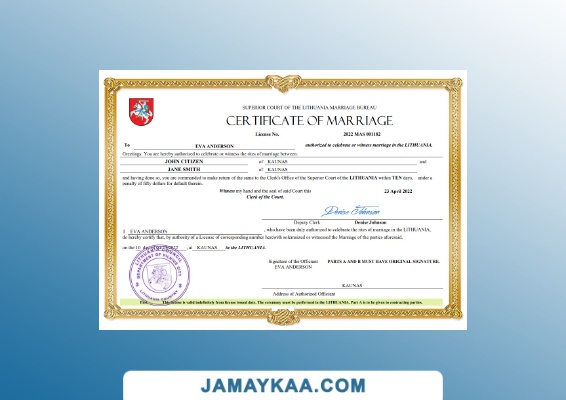 SUPERIOR COURT OF THE LITHUANIA MARRIAGE BUREAU
CERTIFICATE OF MARRIAGE
License No. 2022 MAS 001102
To EVA ANDERSON authorized to celebrate or witness marriage in the LITHUANIA.
Greetings: You are hereby authorized to celebrate or witness the rites of marriage between:
JOHN CITIZEN of KAUNAS and
JANE SMITH of KAUNAS
and having done so, you are commanded to make return of the same to the Clerk's Office of the Superior Court of the LITHUANIA within TEN days, under a
penalty of fifty dollars for default therein.
Witness my hand and the seal of said Court this 23 April 2022
Clerk of the Court.
Denise Johnson
Deputy Clerk Denise Johnson
I EVA ANDERSON , who have been duly authorized to celebrate the rites of marriage in the LITHUANIA,
do hereby certify that, by authority of a License of corresponding number herewith solemnized or witnessed the Marriage of the parties aforesaid,
on the 10 day of , at KAUNAS In the LITHUANIA.
Signature of the Officiant PARTS A AND B MUST HAVE ORIGINAL SIGNATURE.
EVA ANDERSON
KAUNAS
Address of Authorized Officient
license is valid indefinitely from license issued date. The ceremony must be performed in the LITHUANIA. Part A is to be given to contracting parties.
JAMAYKAA.COM